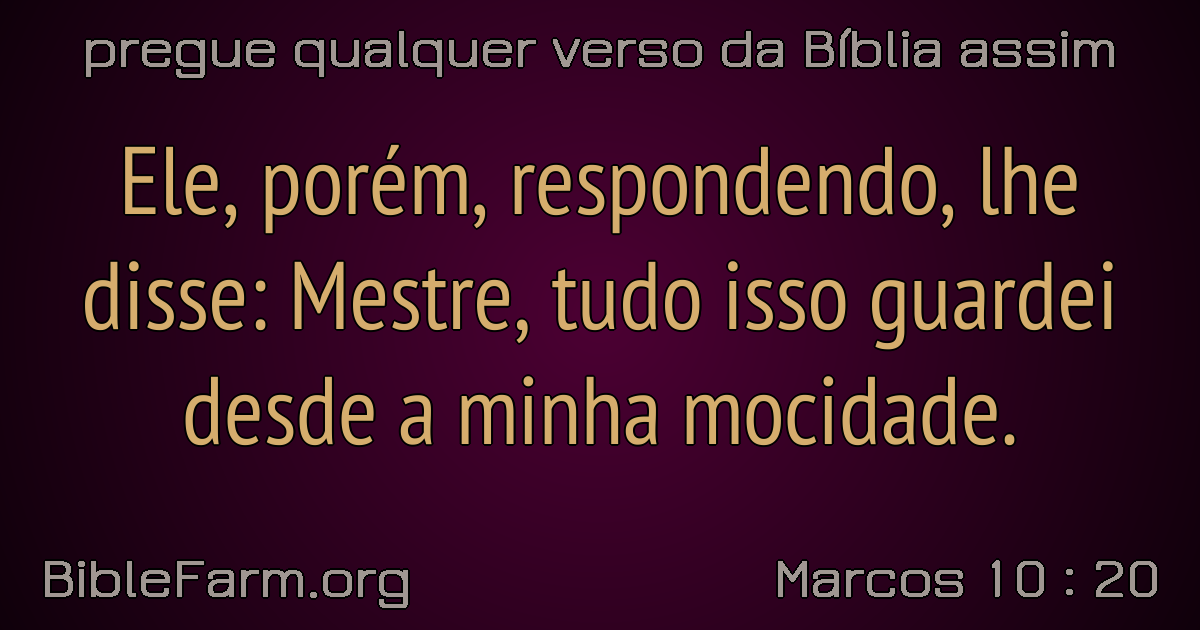 pregue qualquer verso da Bíblia assim
Ele, porém, respondendo, lhe
disse: Mestre, tudo isso guardei
desde a minha mocidade.
BibleFarm.org
Marcos 10 : 20